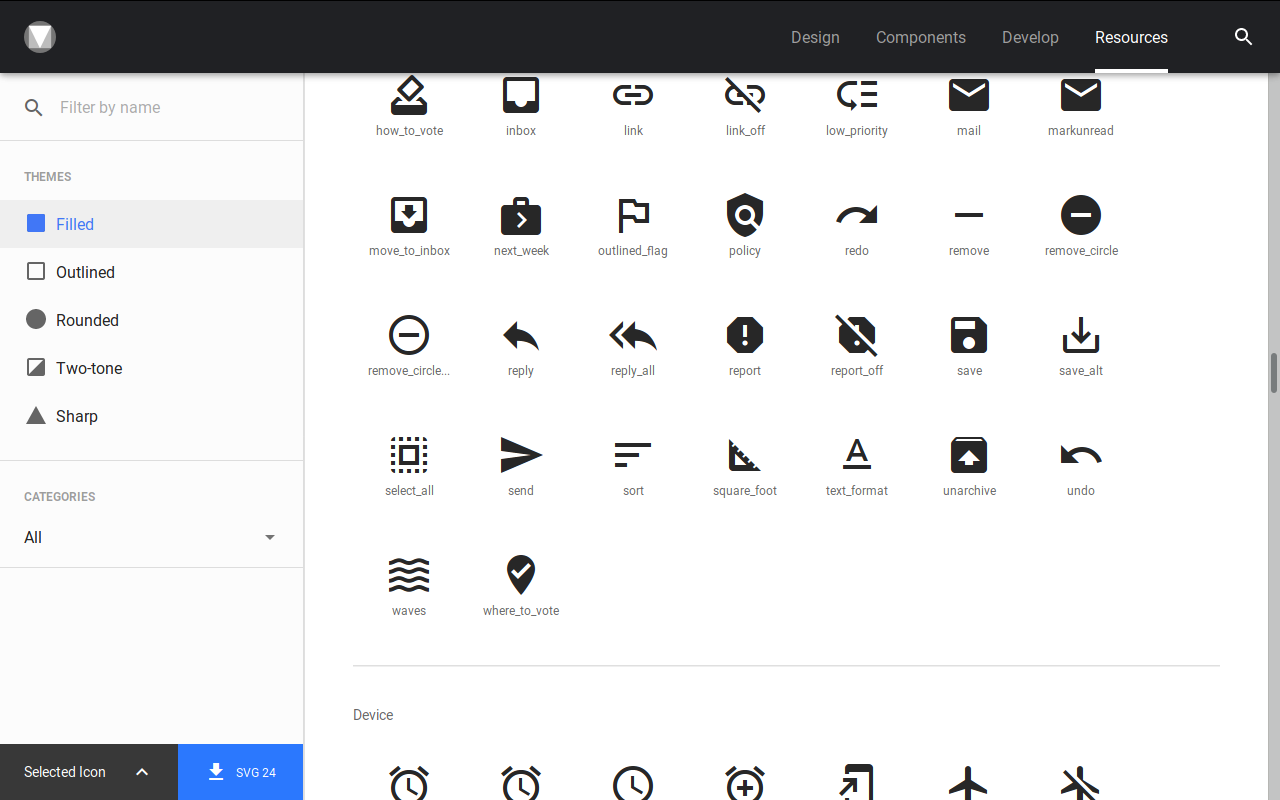 Design Components Develop Resources
Filter by name
THEMES
Filled
Outlined
Rounded
Two-tone
Sharp
CATEGORIES
All
Selected Icon
SVG 24
how_to_vote inbox link link_off low_priority mail markunread
move_to_inbox next_week outlined_flag policy redo remove remove_circle
remove_circle... reply reply_all report report_off save save_alt
select_all send sort square_foot text_format unarchive undo
waves where_to_vote
Device